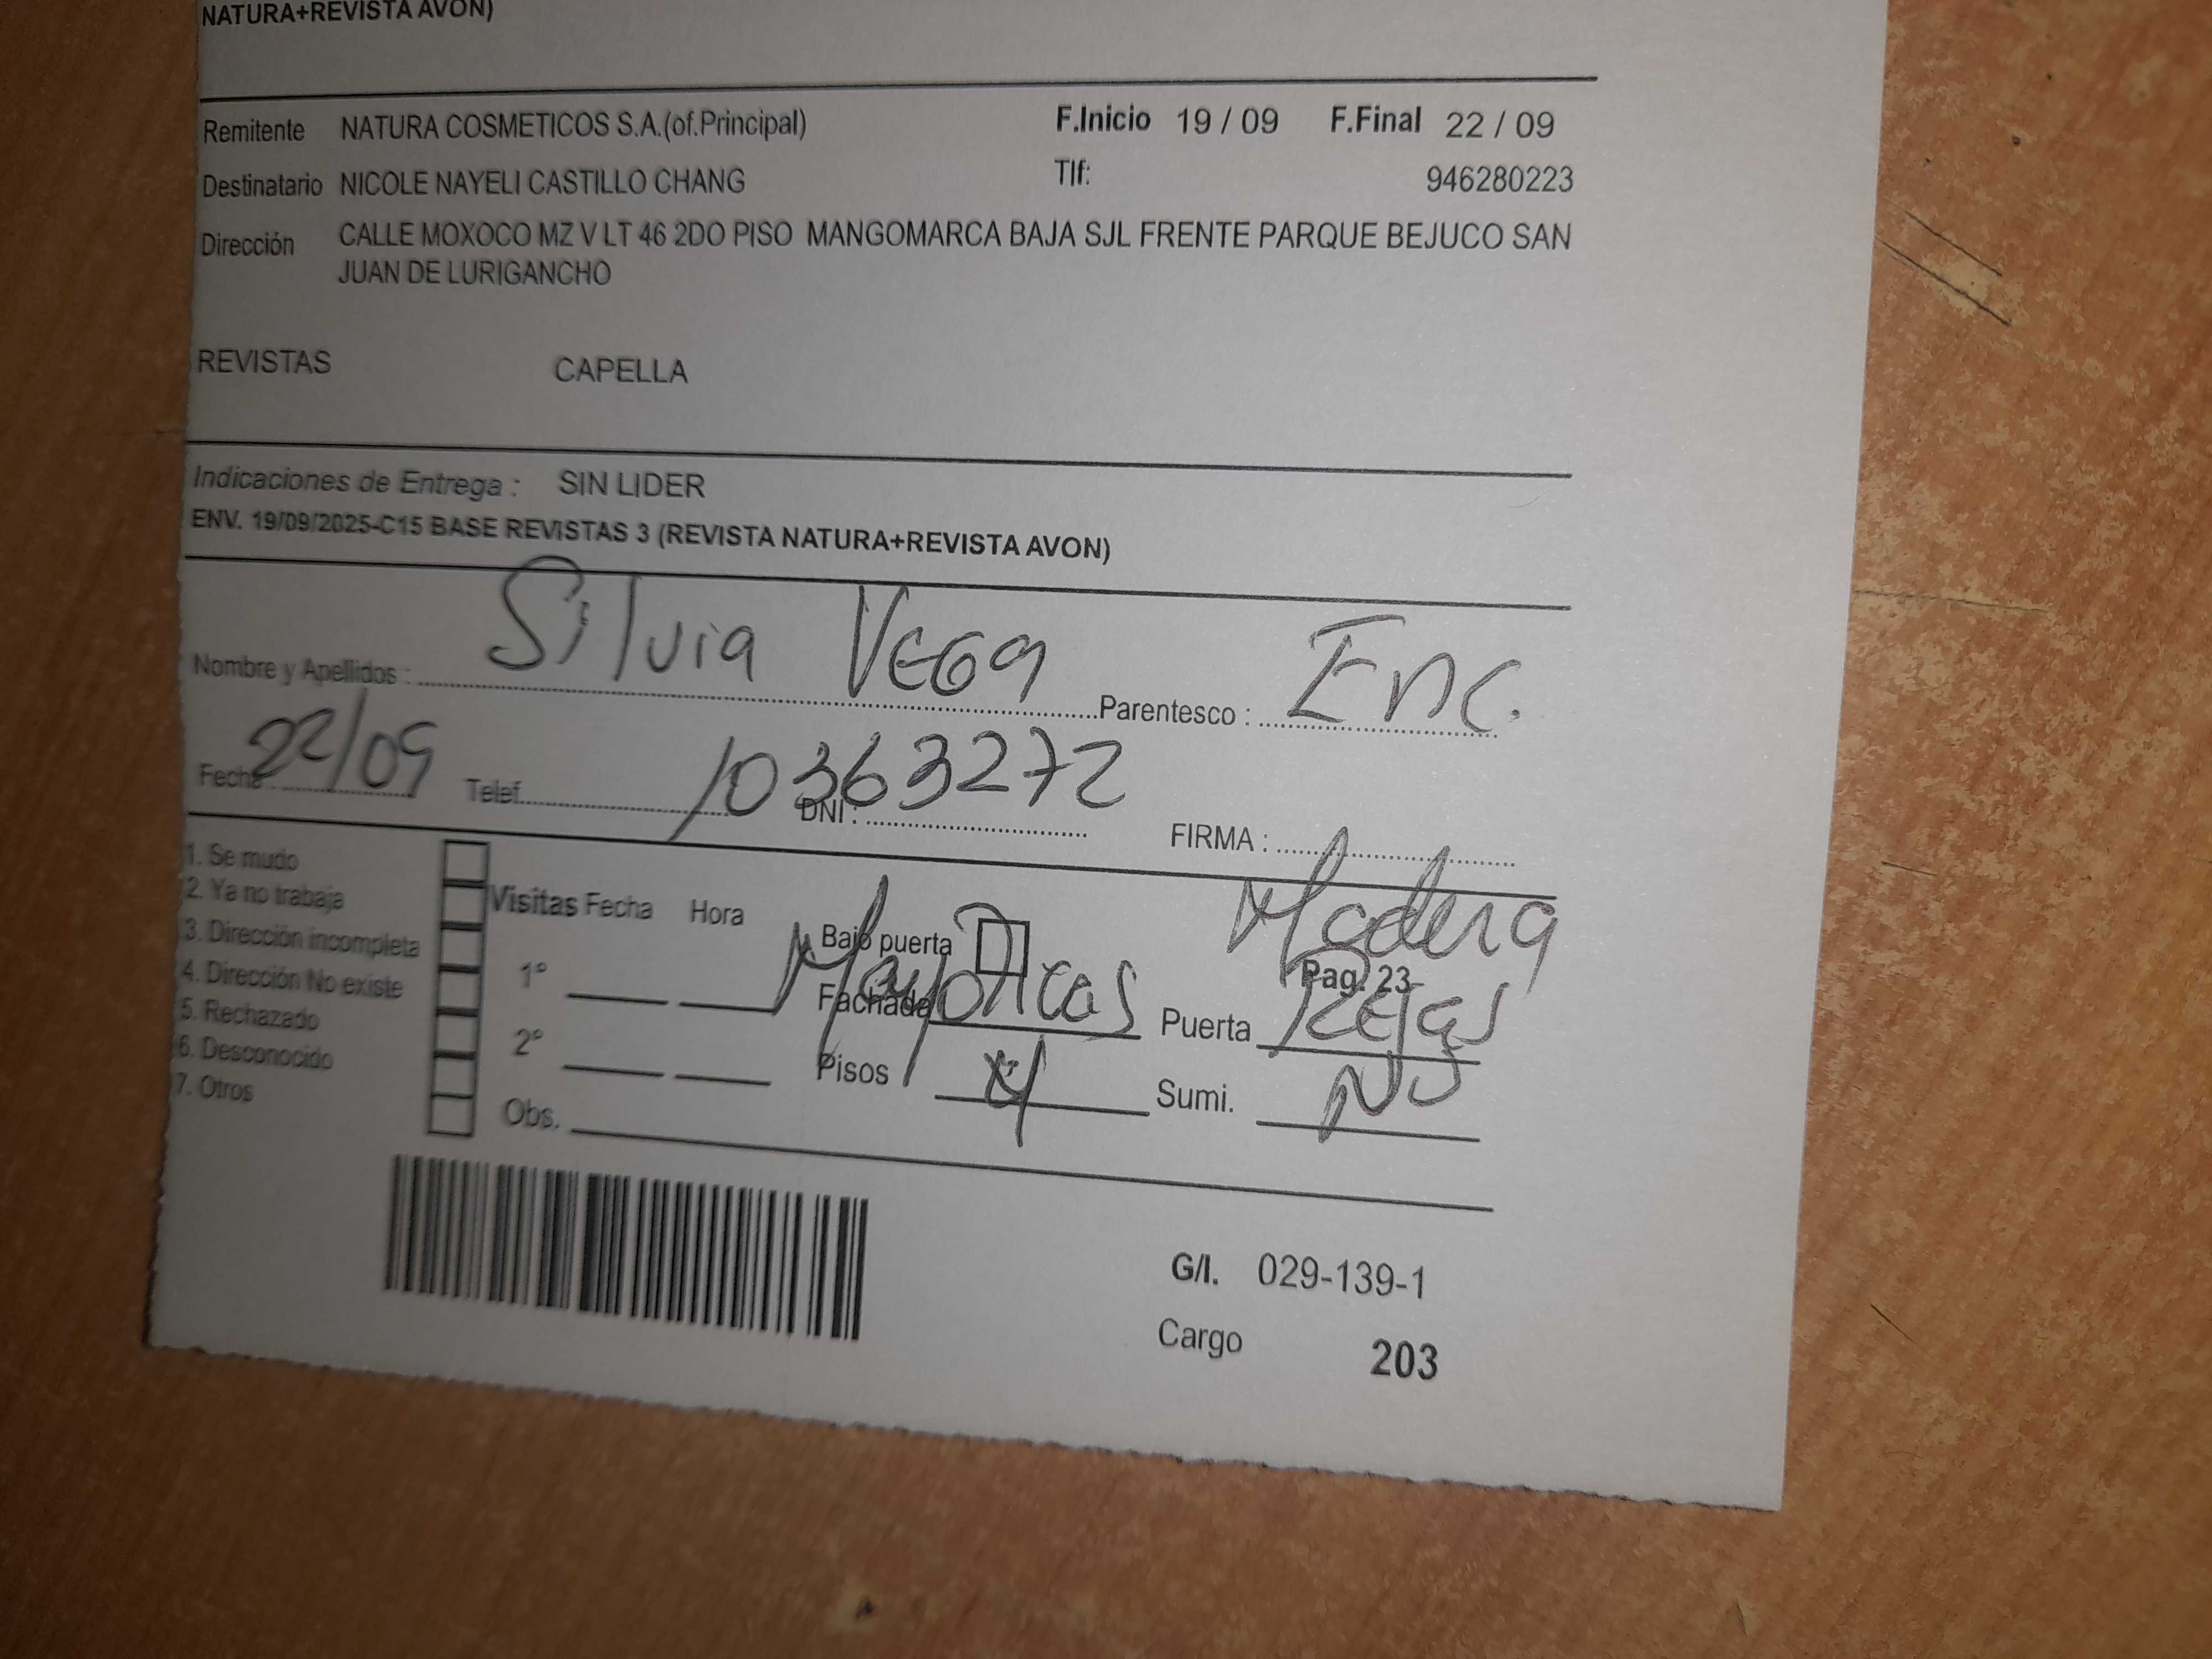 NATURA+REVISTA AVON)
Remitente NATURA COSMETICOS S.A.(of.Principal) F.Inicio 19 / 09 F.Final 22 / 09
Destinatario NICOLE NAYELI CASTILLO CHANG Tlf: 946280223
Dirección CALLE MOXOCO MZ V LT 46 2DO PISO MANGOMARCA BAJA SJL FRENTE PARQUE BEJUCO SAN
JUAN DE LURIGANCHO
REVISTAS CAPELLA
Indicaciones de Entrega : SIN LIDER
ENV. 19/09/2025-C15 BASE REVISTAS 3 (REVISTA NATURA+REVISTA AVON)
Nombre y Apellidos : Silvia VEGa Parentesco : Enc.
Fecha : 22/09 Telef. DNI : 10363272 FIRMA :
1. Se mudo
2. Ya no trabaja
3. Dirección incompleta
4. Dirección No existe
5. Rechazado
6. Desconocido
7. Otros
Visitas Fecha Hora
1°
2°
Obs.
Bajo puerta Madera
Pag. 23
Fachada Mayolicas Puerta Rejas
Pisos 4 Sumi. NO
G/I. 029-139-1
Cargo 203